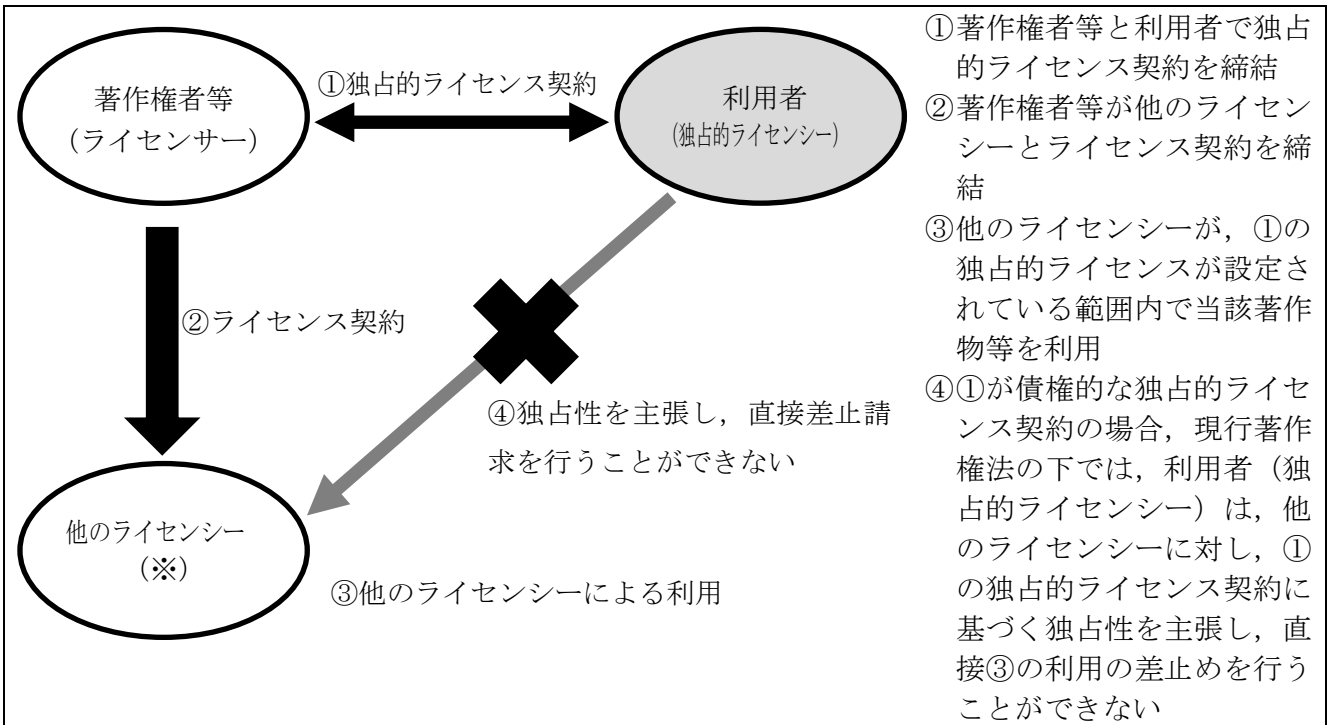 著作権者等
(ライセンサー)
①独占的ライセンス契約
利用者
(独占的ライセンシー)
②ライセンス契約
④独占性を主張し，直接差止請
求を行うことができない
他のライセンシー
(※)
③他のライセンシーによる利用
①著作権者等と利用者で独占
的ライセンス契約を締結
②著作権者等が他のライセン
シーとライセンス契約を締
結
③他のライセンシーが，①の
独占的ライセンスが設定さ
れている範囲内で当該著作
物等を利用
④①が債権的な独占的ライセ
ンス契約の場合，現行著作
権法の下では，利用者（独
占的ライセンシー）は，他
のライセンシーに対し，①
の独占的ライセンス契約に
基づく独占性を主張し，直
接③の利用の差止めを行う
ことができない